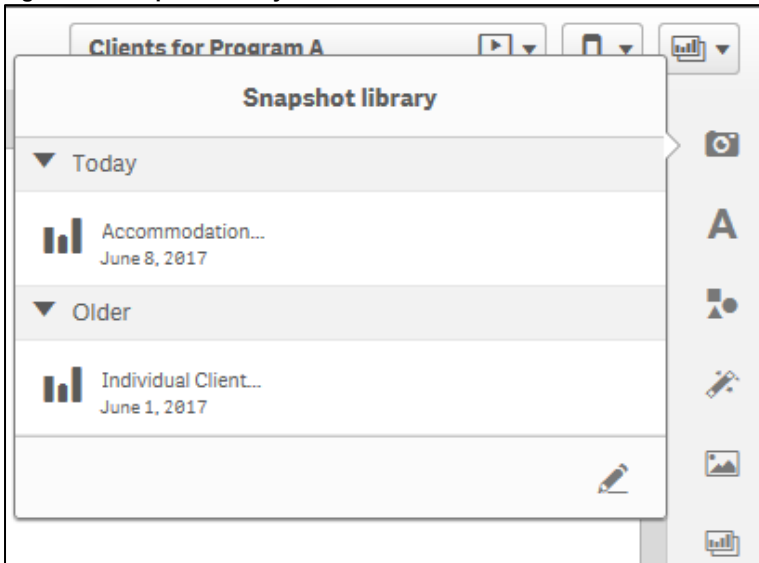 Clients for Program A
Snapshot library
Today
Accommodation...
June 8, 2017
Older
Individual Client...
June 1, 2017
A